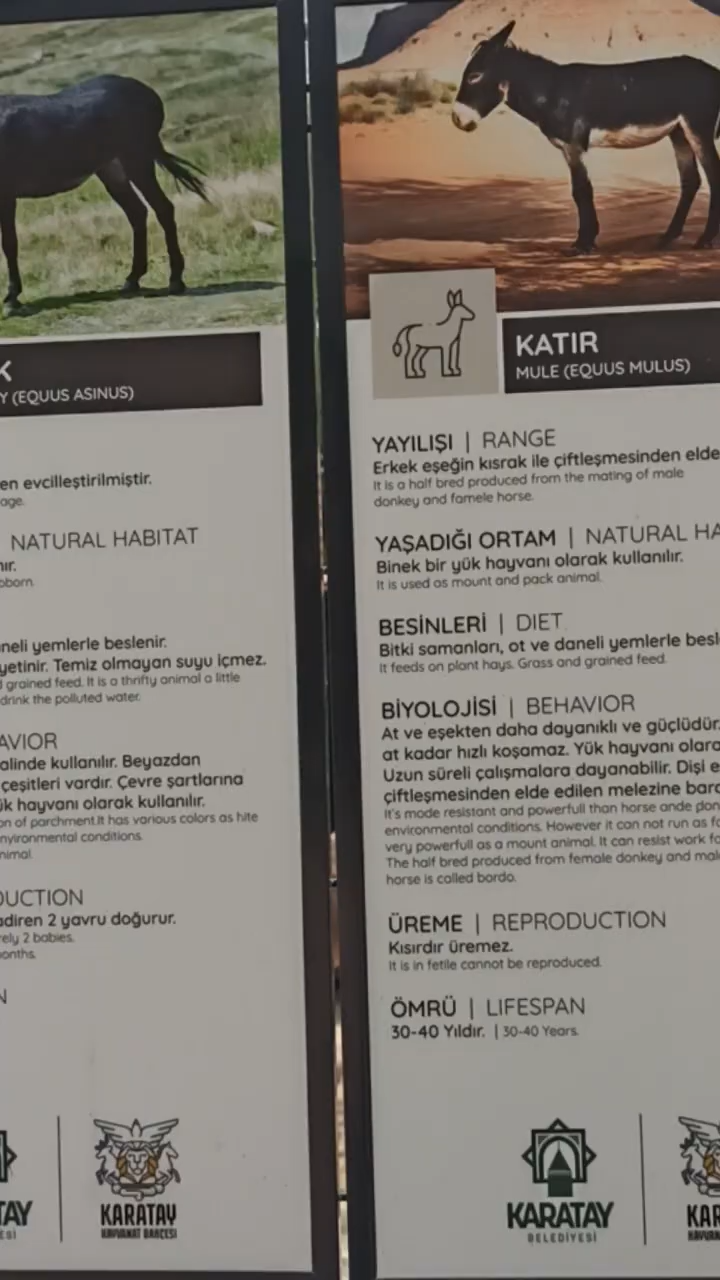 K
Y (EQUUS ASINUS)
en evcilleştirilmiştir.
age.
NATURAL HABITAT
nır.
bborn.
neli yemlerle beslenir.
yetinir. Temiz olmayan suyu içmez.
d grained feed. It is a thrifty animal a little
drink the polluted water.
AVIOR
alinde kullanılır. Beyazdan
çeşitleri vardır. Çevre şartlarına
ük hayvanı olarak kullanılır.
on of parchment.It has various colors as hite
nvironmental conditions.
nimal.
DUCTION
adiren 2 yavru doğurur.
rely 2 babies.
onths.
N
TAY
ESİ
KARATAY
HAYVANAT BAHÇESİ
KATIR
MULE (EQUUS MULUS)
YAYILIŞI | RANGE
Erkek eşeğin kısrak ile çiftleşmesinden elde
It is a half bred produced from the mating of male
donkey and famele horse.
YAŞADIĞI ORTAM | NATURAL HA
Binek bir yük hayvanı olarak kullanılır.
It is used as mount and pack animal.
BESİNLERİ | DIET
Bitki samanları, ot ve daneli yemlerle besl
It feeds on plant hays. Grass and grained feed.
BİYOLOJİSİ | BEHAVIOR
At ve eşekten daha dayanıklı ve güçlüdür.
at kadar hızlı koşamaz. Yük hayvanı olara
Uzun süreli çalışmalara dayanabilir. Dişi e
çiftleşmesinden elde edilen melezine bard
It's mode resistant and powerfull than horse ande don
environmental conditions. However it can not run as fa
very powerfull as a mount animal. It can resist work fo
The half bred produced from female donkey and mal
horse is called bordo.
ÜREME | REPRODUCTION
Kısırdır üremez.
It is in fetile cannot be reproduced.
ÖMRÜ | LIFESPAN
30-40 Yıldır. | 30-40 Years.
KARATAY
BELEDİYESİ
KAR
HAYVAN